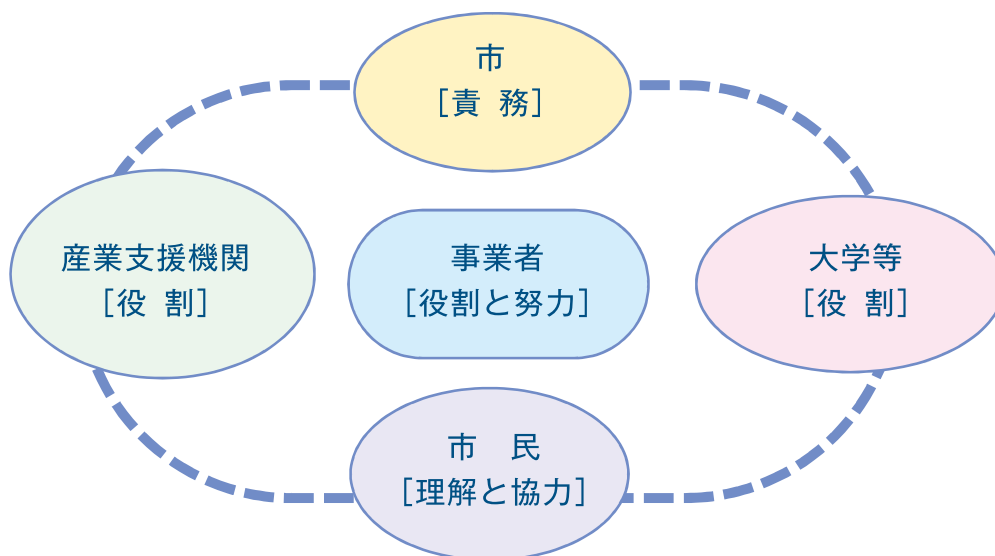 市
［責 務］
産業支援機関
［役 割］
事業者
［役割と努力］
大学等
［役 割］
市　民
［理解と協力］